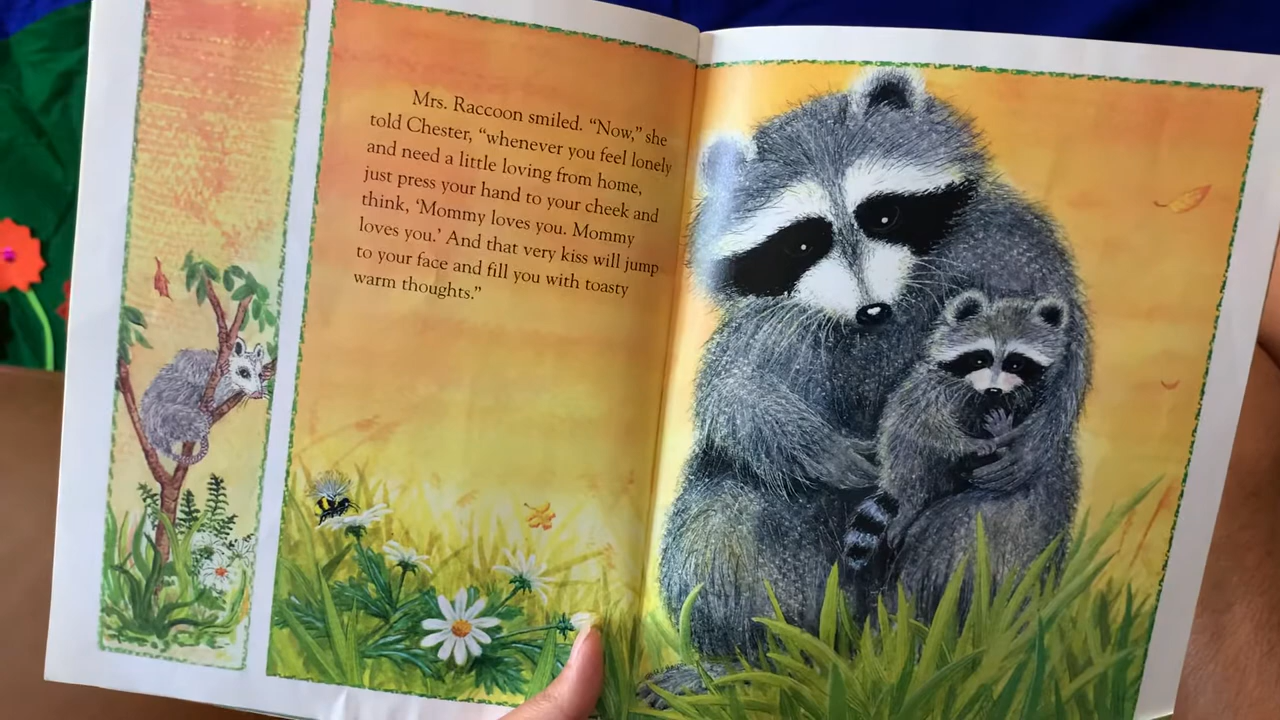 Mrs. Raccoon smiled. “Now,” she
told Chester, “whenever you feel lonely
and need a little loving from home,
just press your hand to your cheek and
think, ‘Mommy loves you. Mommy
loves you.’ And that very kiss will jump
to your face and fill you with toasty
warm thoughts.”